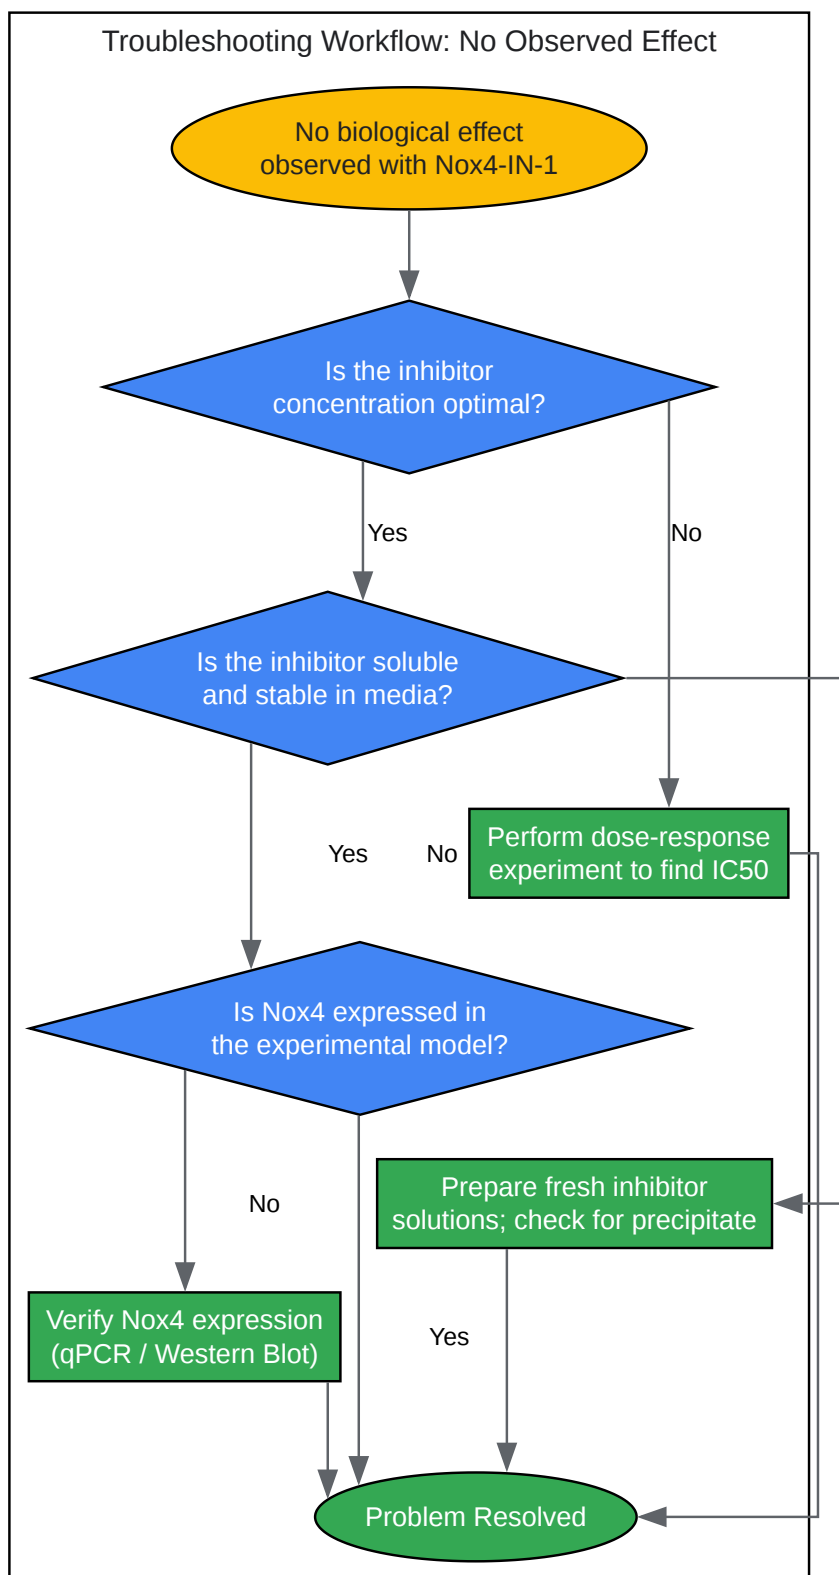 Troubleshooting Workflow: No Observed Effect
No biological effect
observed with Nox4-IN-1
Is the inhibitor
concentration optimal?
Yes
No
Is the inhibitor soluble
and stable in media?
Yes
No
Perform dose-response
experiment to find IC50
Is Nox4 expressed in
the experimental model?
No
Prepare fresh inhibitor
solutions; check for precipitate
Verify Nox4 expression
(qPCR / Western Blot)
Yes
Problem Resolved